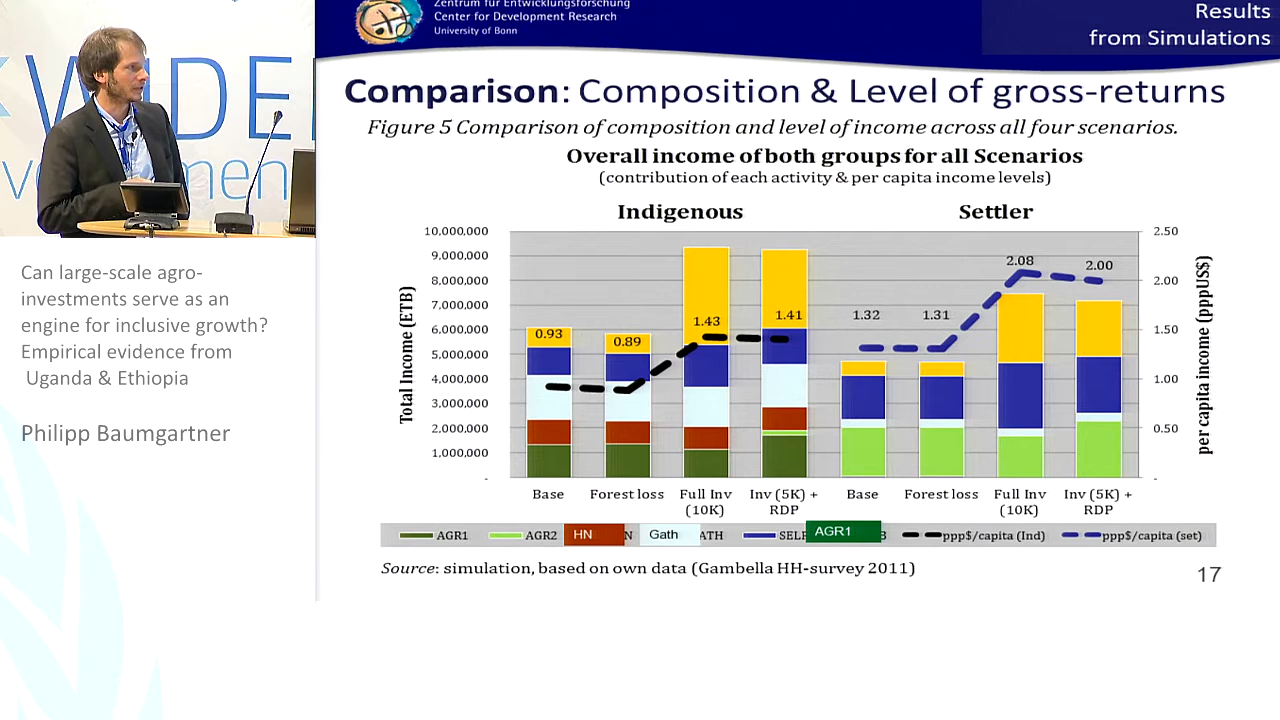 WIDE
v
men
Can large-scale agro-
investments serve as an
engine for inclusive growth?
Empirical evidence from
Uganda & Ethiopia
Philipp Baumgartner
Zentrum für Entwicklungsforschung
Center for Development Research
University of Bonn
Results
from Simulations
Comparison: Composition & Level of gross-returns
Figure 5 Comparison of composition and level of income across all four scenarios.
Overall income of both groups for all Scenarios
(contribution of each activity & per capita income levels)
Indigenous Settler
Total Income (ETB)
10,000,000
9,000,000
8,000,000
7,000,000
6,000,000
5,000,000
4,000,000
3,000,000
2,000,000
1,000,000
-
0.93 0.89 1.43 1.41 1.32 1.31 2.08 2.00
2.50
2.00
1.50
1.00
0.50
-
per capita income (pppUS$)
Base Forest loss Full Inv (10K) Inv (5K) + RDP Base Forest loss Full Inv (10K) Inv (5K) + RDP
AGR1 AGR2 HN N Gath ATH SELF AGR1 B ppp$/capita (Ind) ppp$/capita (set)
Source: simulation, based on own data (Gambella HH-survey 2011)
17